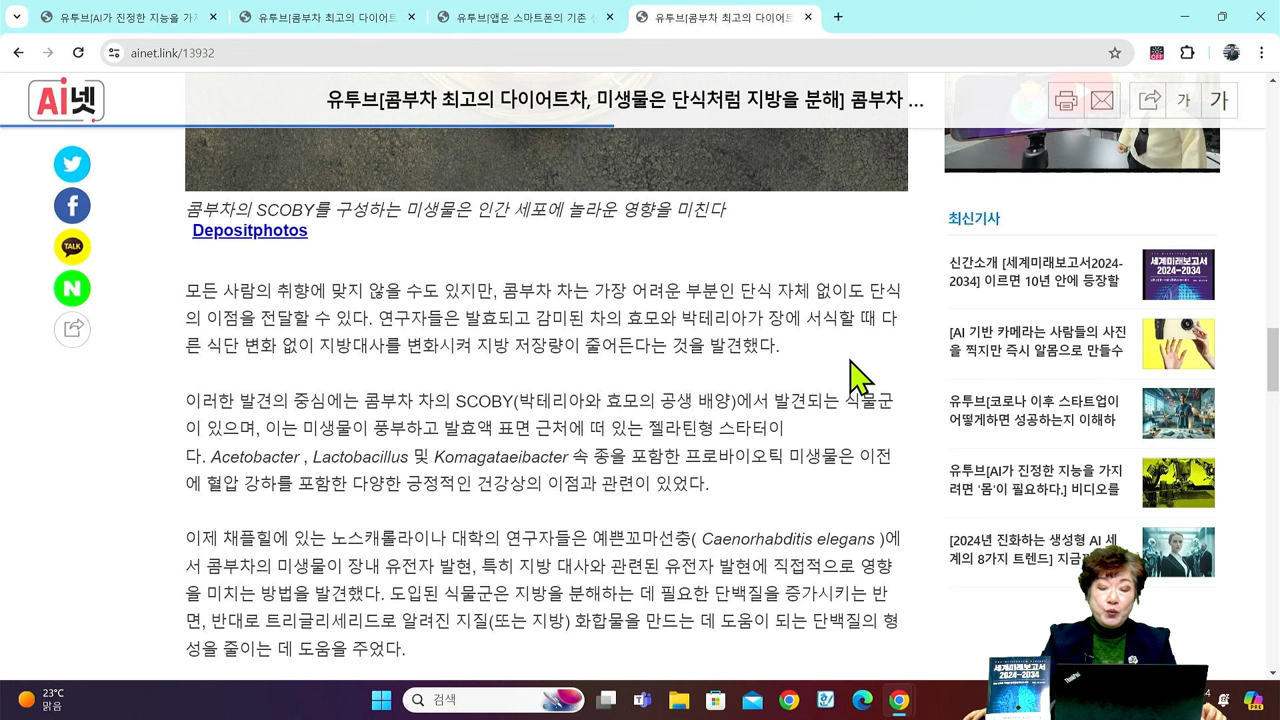 유투브[AI가 진정한 지능을 가지
유투브[콤부차 최고의 다이어트
유투브[앱은 스마트폰의 기존
유투브[콤부차 최고의 다이어트
ainet.link/13932
OFF
Ai넷
유투브[콤부차 최고의 다이어트차, 미생물은 단식처럼 지방을 분해] 콤부차 ...
가
가
TALK
N
콤부차의 SCOBY를 구성하는 미생물은 인간 세포에 놀라운 영향을 미친다
Depositphotos
모든 사람의 취향에 맞지 않을 수도 있지만, 콤부차 차는 가장 어려운 부분인 단식 자체 없이도 단식
의 이점을 전달할 수 있다. 연구자들은 발효되고 감미된 차의 효모와 박테리아가 장에 서식할 때 다
른 식단 변화 없이 지방대사를 변화시켜 지방 저장량이 줄어든다는 것을 발견했다.
이러한 발견의 중심에는 콤부차 차의 SCOBY(박테리아와 효모의 공생 배양)에서 발견되는 식물군
이 있으며, 이는 미생물이 풍부하고 발효액 표면 근처에 떠 있는 젤라틴형 스타터이
다. Acetobacter , Lactobacillus 및 Komagataeibacter 속 종을 포함한 프로바이오틱 미생물은 이전
에 혈압 강하를 포함한 다양한 긍정적인 건강상의 이점과 관련이 있었다.
이제 채플힐에 있는 노스캐롤라이나 대학의 연구자들은 예쁜꼬마선충( Caenorhabditis elegans )에
서 콤부차의 미생물이 장내 유전자 발현, 특히 지방 대사와 관련된 유전자 발현에 직접적으로 영향
을 미치는 방법을 발견했다. 도입된 식물군은 지방을 분해하는 데 필요한 단백질을 증가시키는 반
면, 반대로 트리글리세리드로 알려진 지질(또는 지방) 화합물을 만드는 데 도움이 되는 단백질의 형
성을 줄이는 데 도움을 주었다.
최신기사
신간소개 [세계미래보고서2024-
2034] 이르면 10년 안에 등장할
세계미래보고서
2024-2034
[AI 기반 카메라는 사람들의 사진
을 찍지만 즉시 알몸으로 만들수
유투브[코로나 이후 스타트업이
어떻게하면 성공하는지 이해하
유투브[AI가 진정한 지능을 가지
려면 '몸'이 필요하다.] 비디오를
[2024년 진화하는 생성형 AI 세
계의 8가지 트렌드] 지금
세계미래보고서
2024-2034
ThinkPad
23°C
맑음
검색